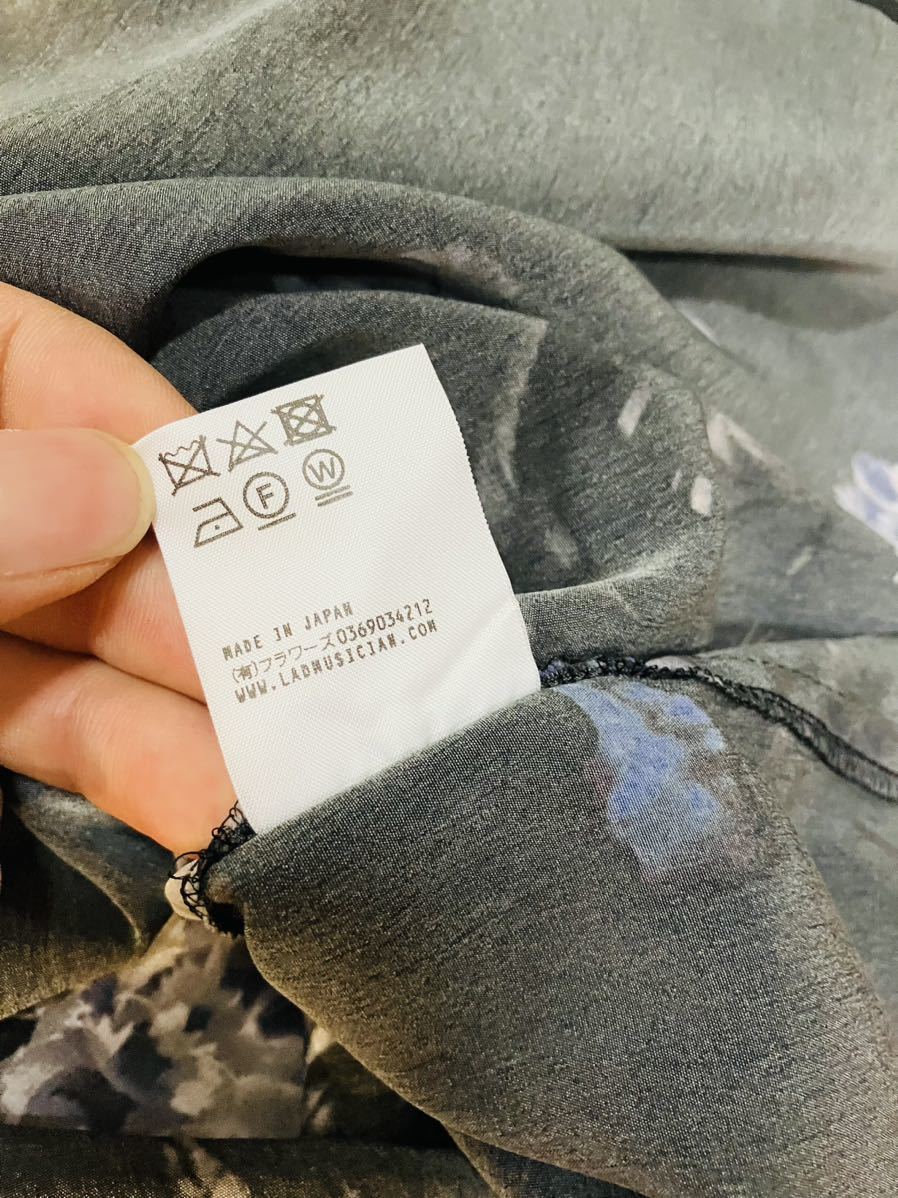 F W
MADE IN JAPAN
(有)フラワーズ0369034212
WWW.LADMUSICIAN.COM